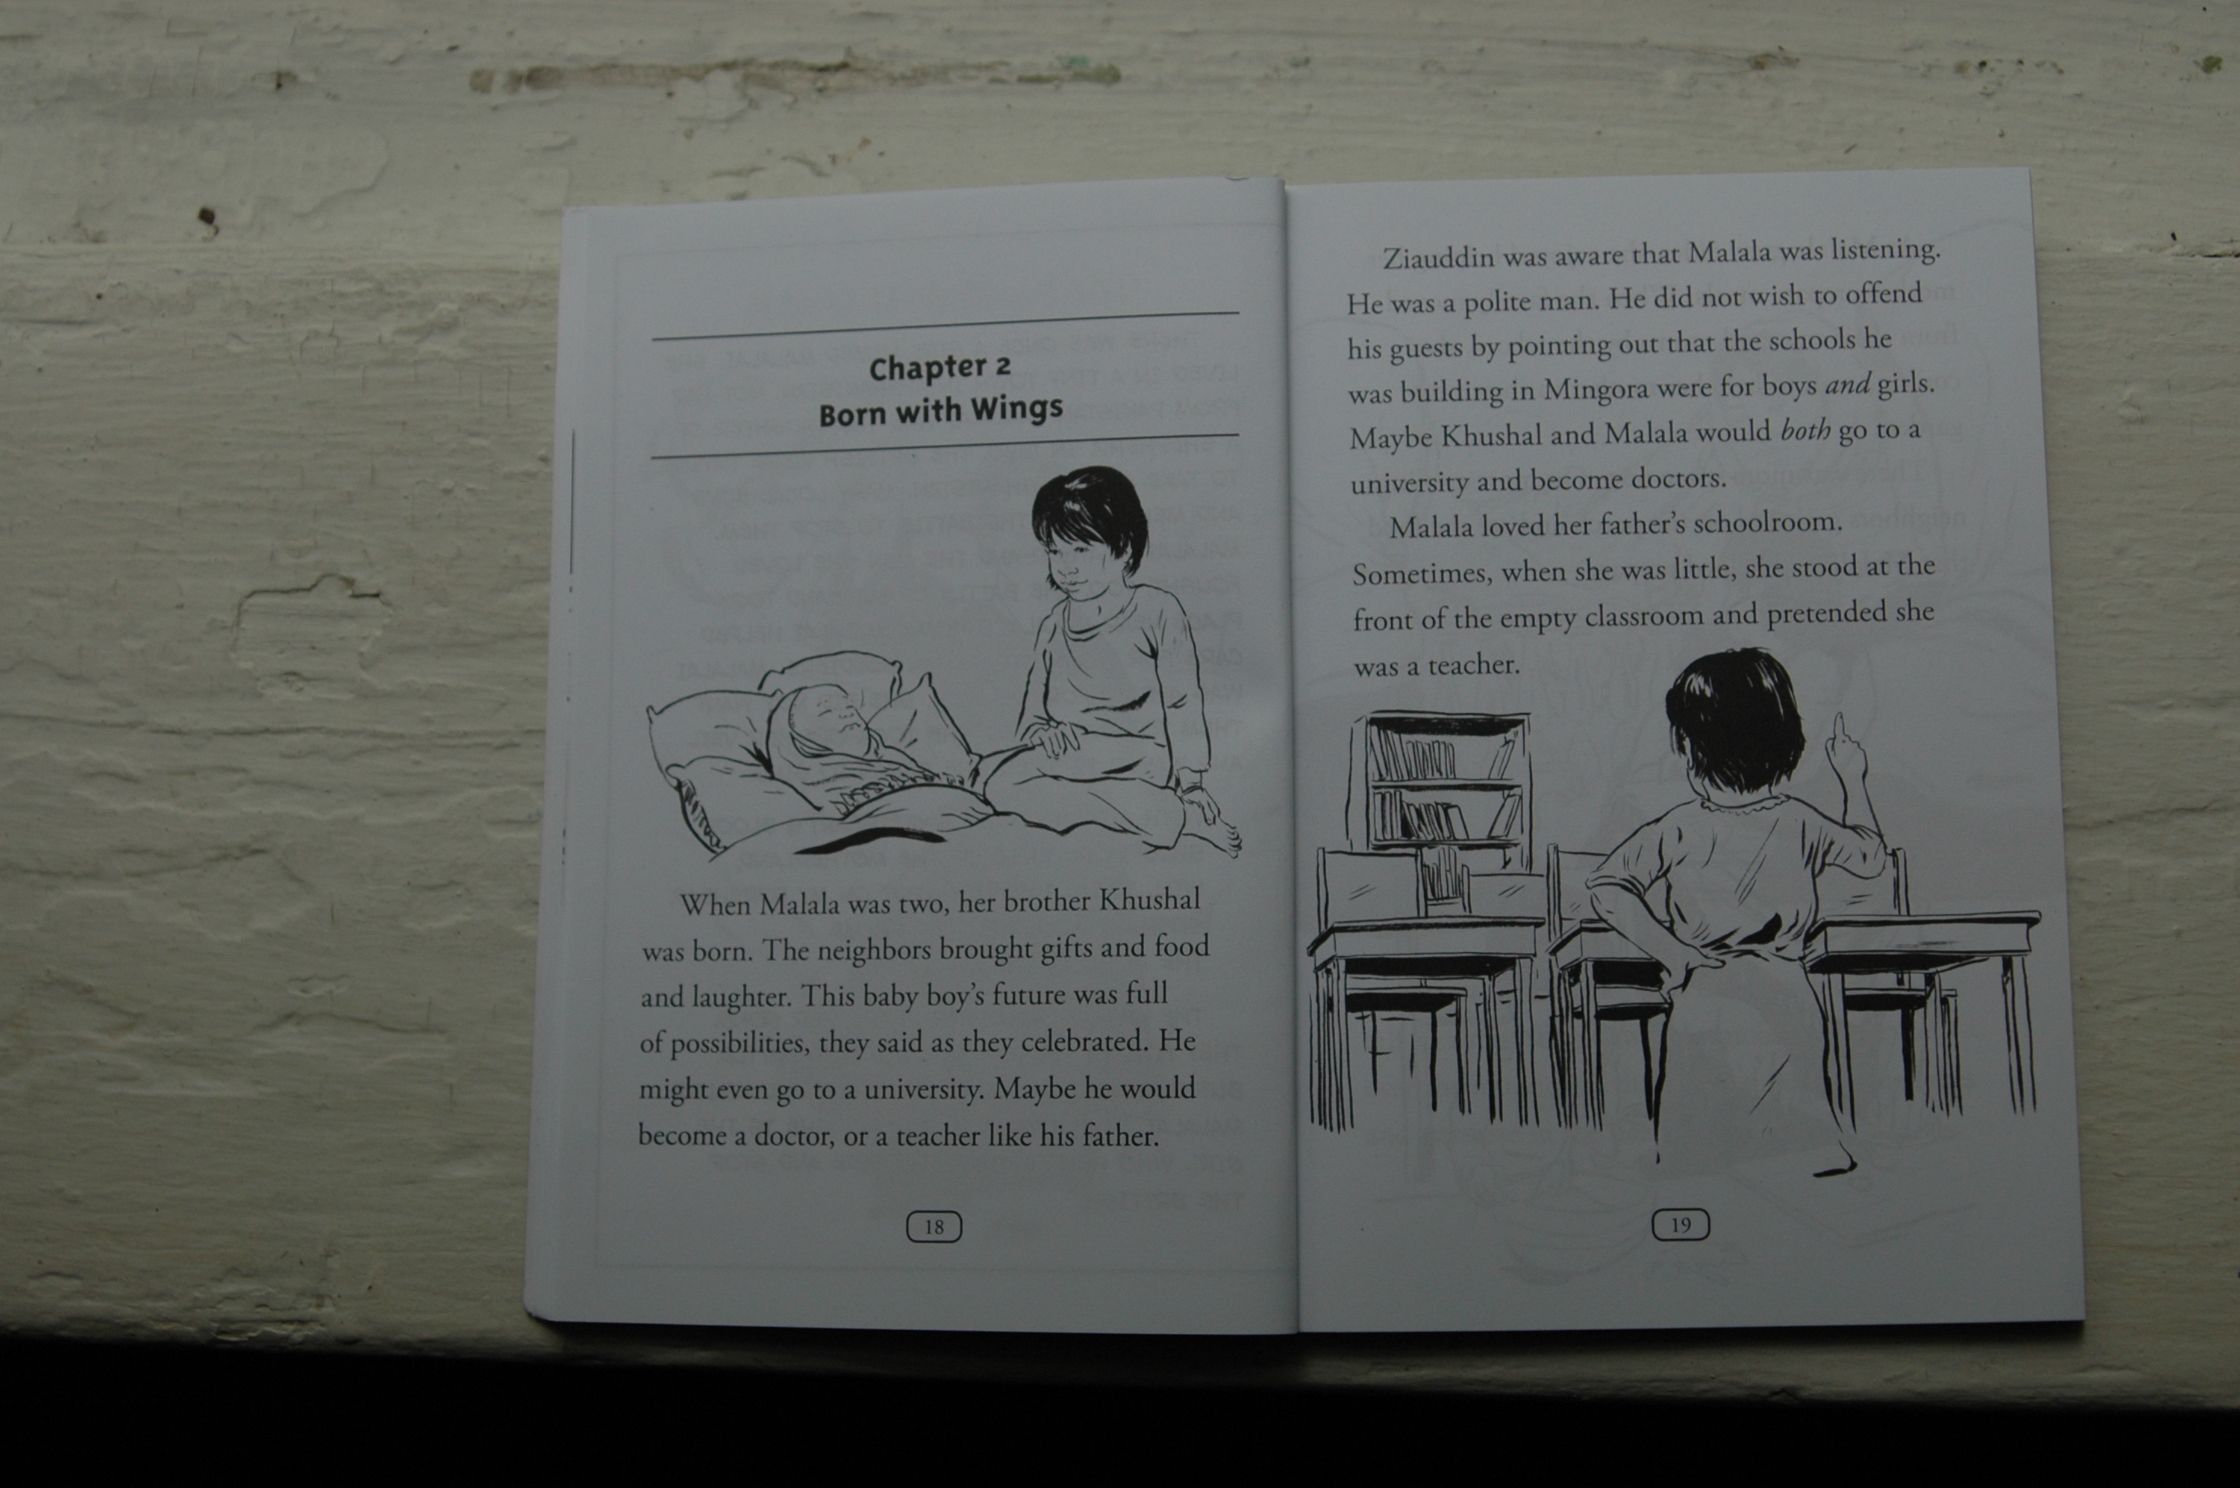 Chapter 2
Born with Wings
When Malala was two, her brother Khushal
was born. The neighbors brought gifts and food
and laughter. This baby boy's future was full
of possibilities, they said as they celebrated. He
might even go to a university. Maybe he would
become a doctor, or a teacher like his father.
18
Ziauddin was aware that Malala was listening.
He was a polite man. He did not wish to offend
his guests by pointing out that the schools he
was building in Mingora were for boys and girls.
Maybe Khushal and Malala would both go to a
university and become doctors.
Malala loved her father's schoolroom.
Sometimes, when she was little, she stood at the
front of the empty classroom and pretended she
was a teacher.
19